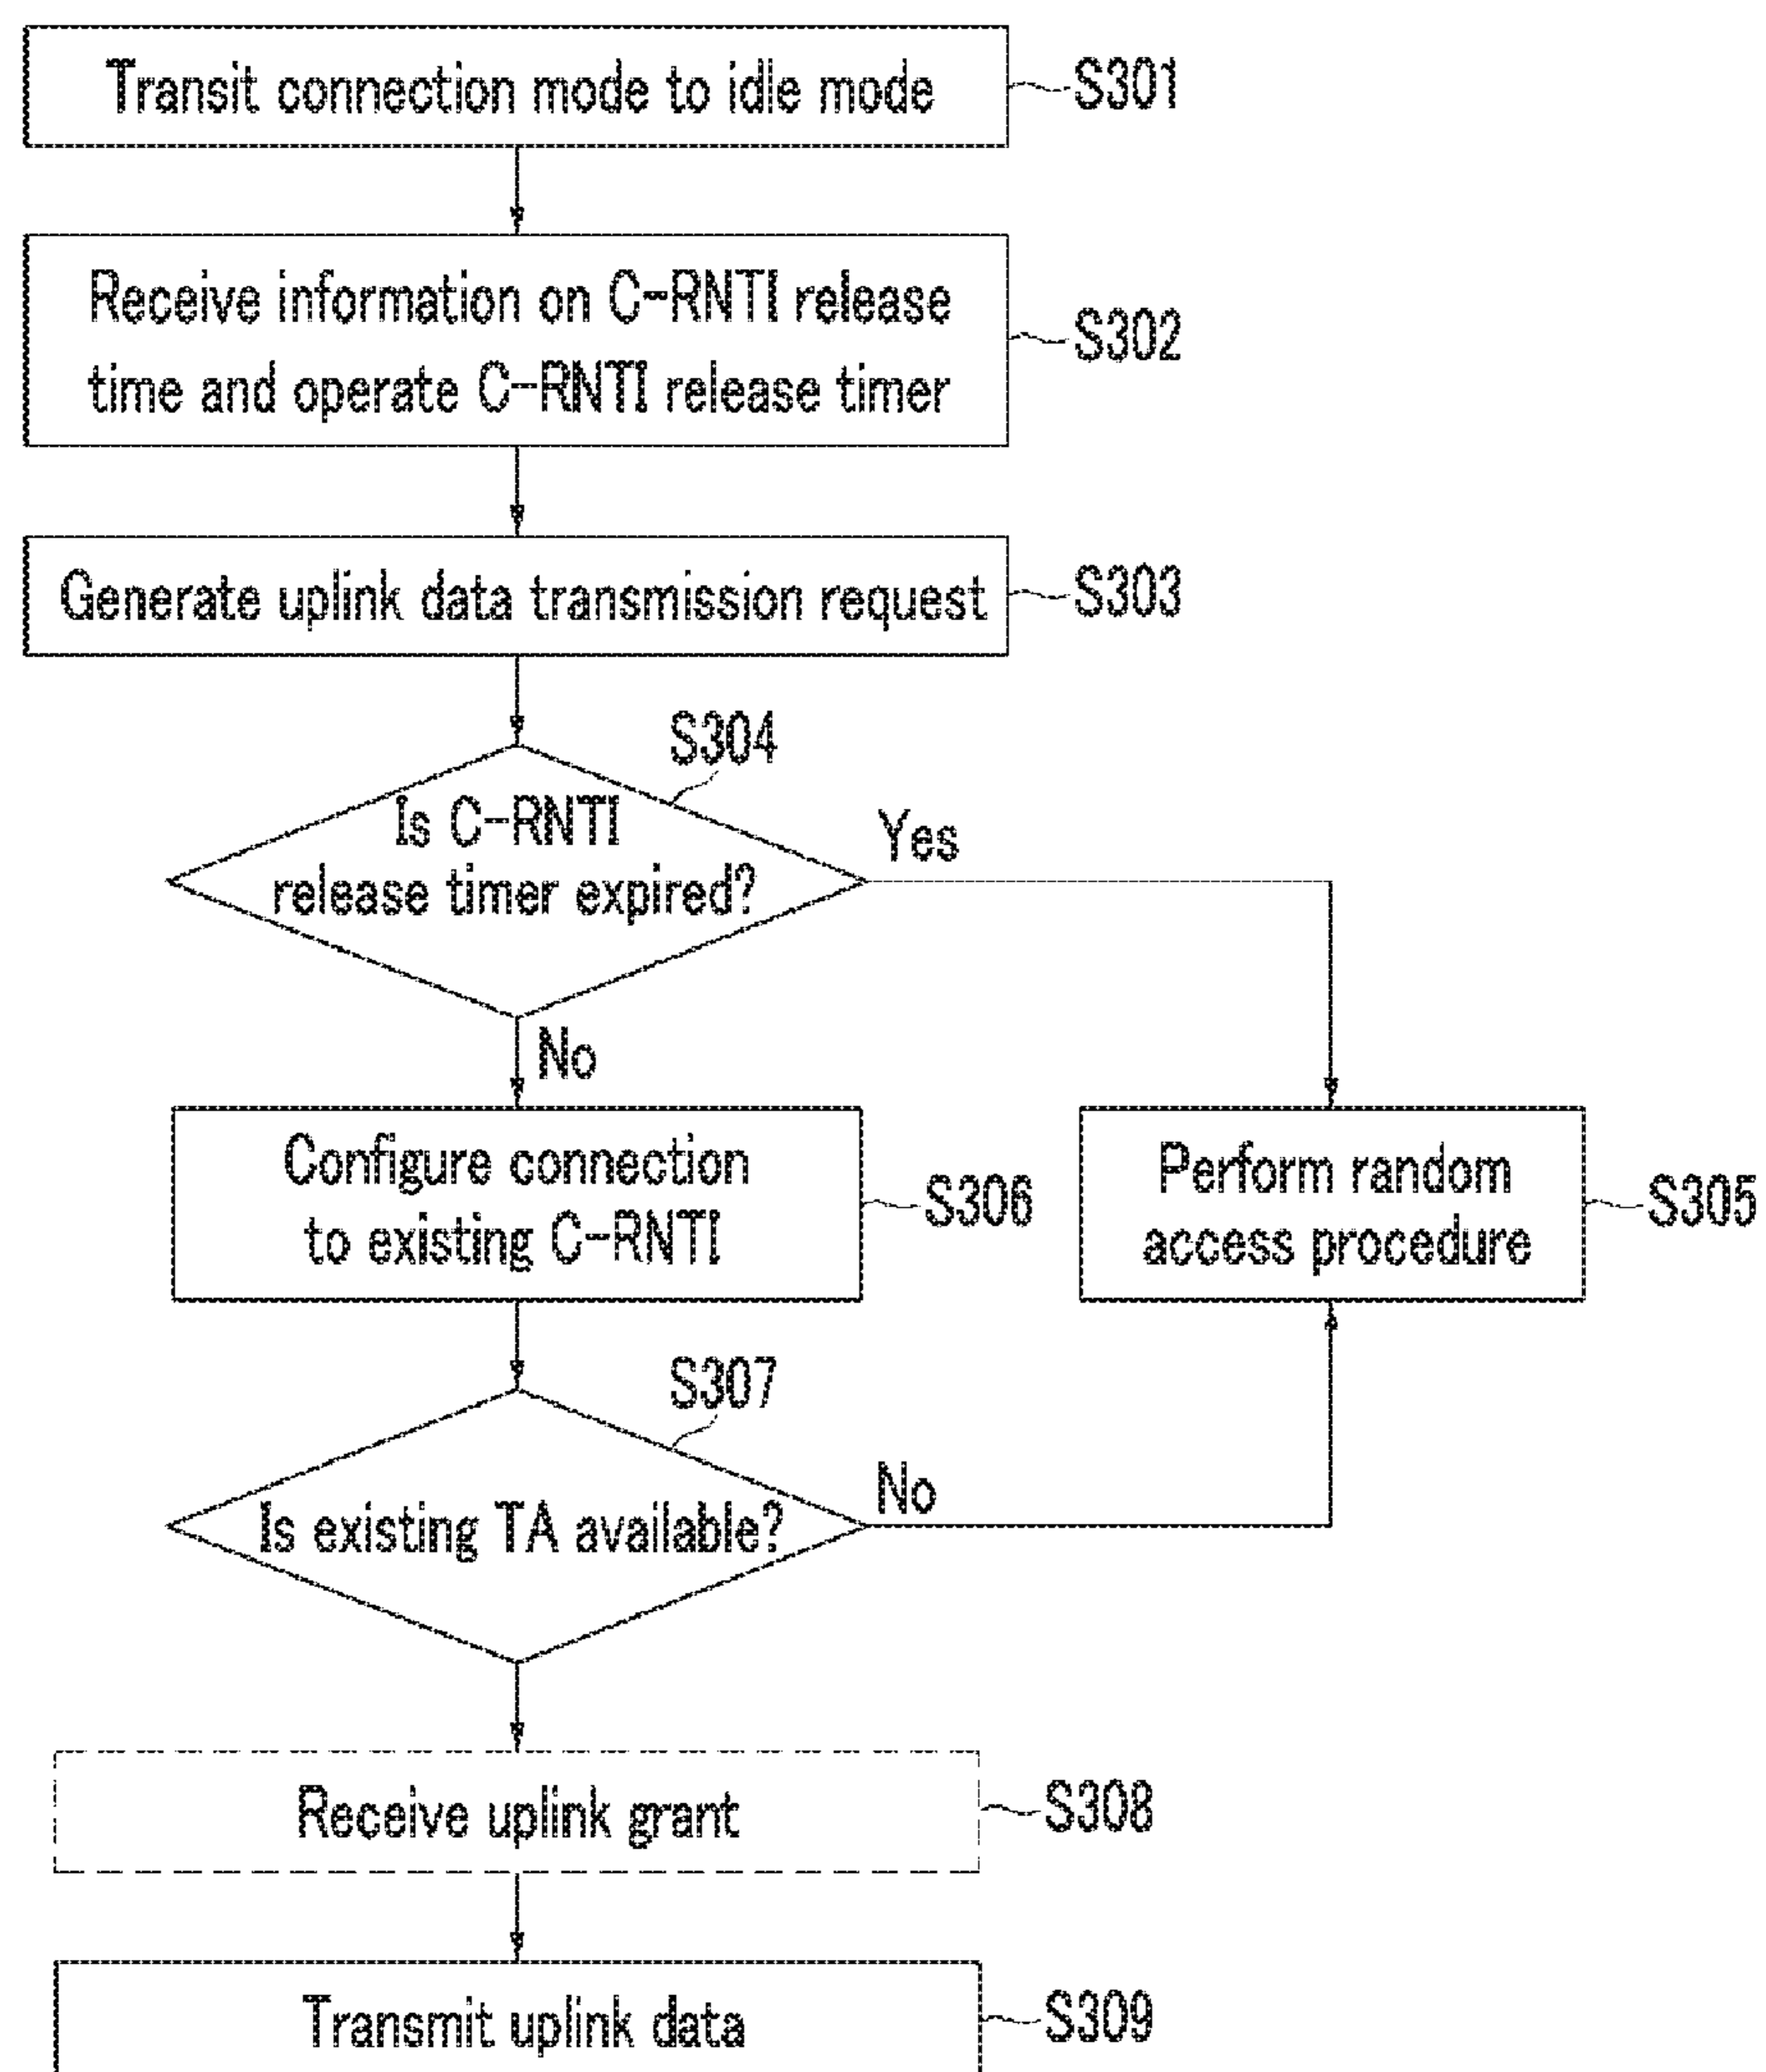 Transit connection mode to idle mode
S301
Receive information on C-RNTI release
time and operate C-RNTI release timer
S302
Generate uplink data transmission request
S303
S304
Is C-RNTI
release timer expired?
Yes
No
Configure connection
to existing C-RNTI
S306
Perform random
access procedure
S305
S307
Is existing TA available?
No
Receive uplink grant
S308
Transmit uplink data
S309